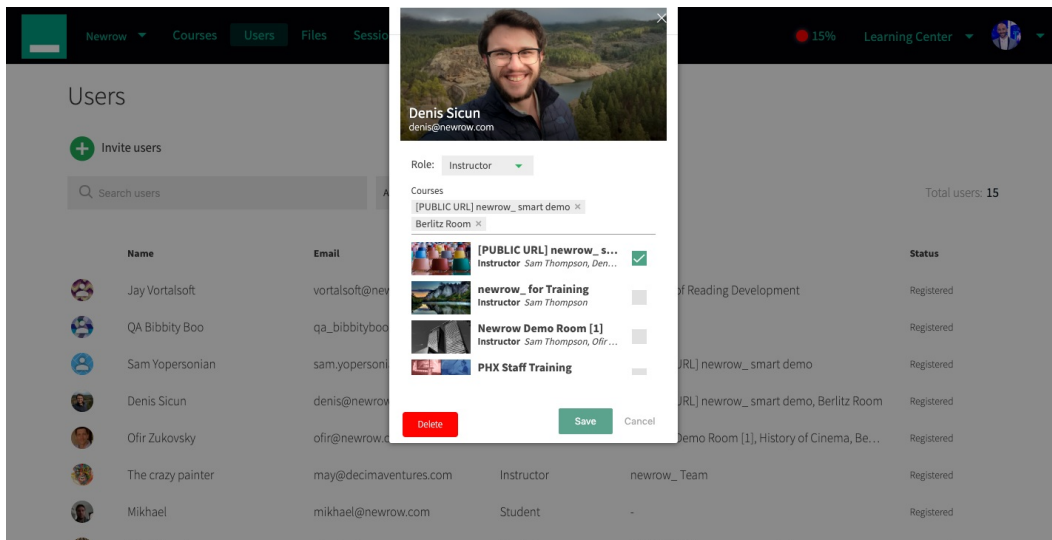 Newrow Courses Users Files Sessio 15% Learning Center
Users
Invite users
Search users
A
Total users: 15
Name Email Status
Jay Vortalsoft vortalsoft@new of Reading Development Registered
QA Bibbity Boo qa_bibbityboo Registered
Sam Yopersonian sam.yopersoni JRL] newrow_ smart demo Registered
Denis Sicun denis@newrow JRL] newrow_ smart demo, Berlitz Room Registered
Ofir Zukovsky ofir@newrow.c Demo Room [1], History of Cinema, Be... Registered
The crazy painter may@decimaventures.com Instructor newrow_ Team Registered
Mikhael mikhael@newrow.com Student - Registered
Denis Sicun
denis@newrow.com
Role: Instructor
Courses
[PUBLIC URL] newrow_ smart demo ×
Berlitz Room ×
[PUBLIC URL] newrow_ s...
Instructor Sam Thompson, Den...
newrow_ for Training
Instructor Sam Thompson
Newrow Demo Room [1]
Instructor Sam Thompson, Ofir ...
PHX Staff Training
Delete Save Cancel